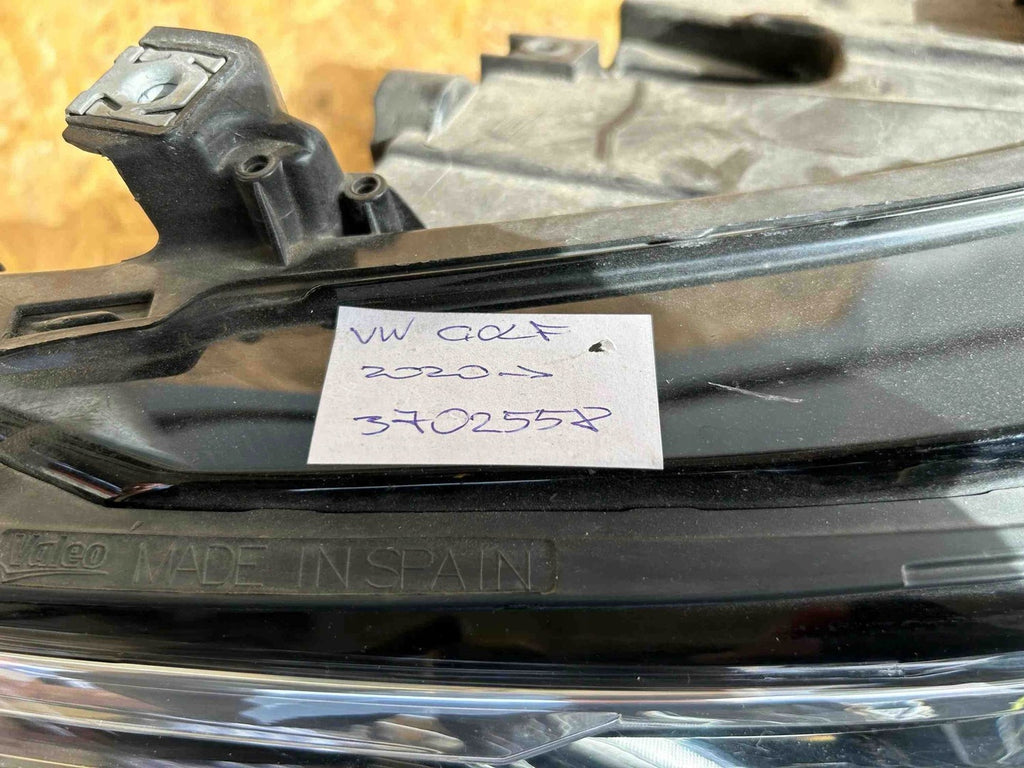 VW GOLF
2020->
3702558
Valeo MADE IN SPAIN